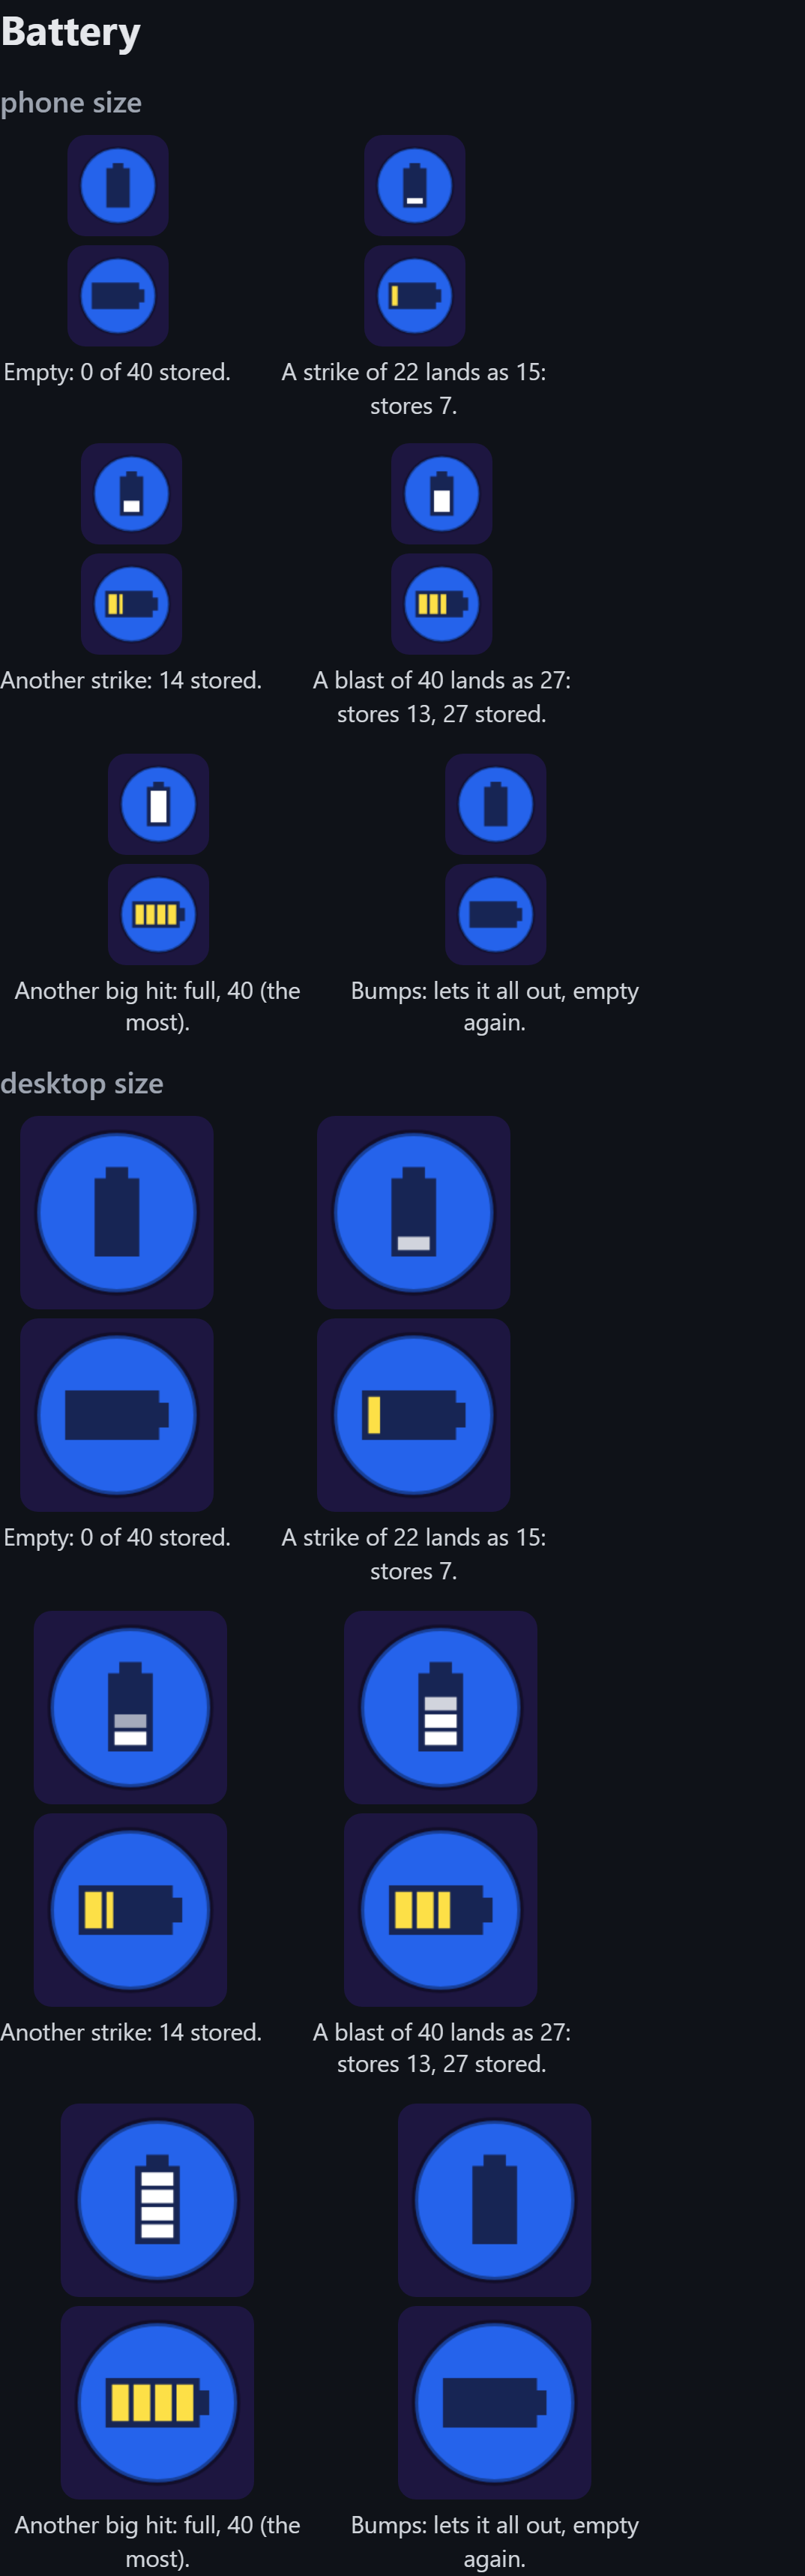 Battery
phone size
Empty: 0 of 40 stored.
A strike of 22 lands as 15:
stores 7.
Another strike: 14 stored.
A blast of 40 lands as 27:
stores 13, 27 stored.
Another big hit: full, 40 (the
most).
Bumps: lets it all out, empty
again.
desktop size
Empty: 0 of 40 stored.
A strike of 22 lands as 15:
stores 7.
Another strike: 14 stored.
A blast of 40 lands as 27:
stores 13, 27 stored.
Another big hit: full, 40 (the
most).
Bumps: lets it all out, empty
again.